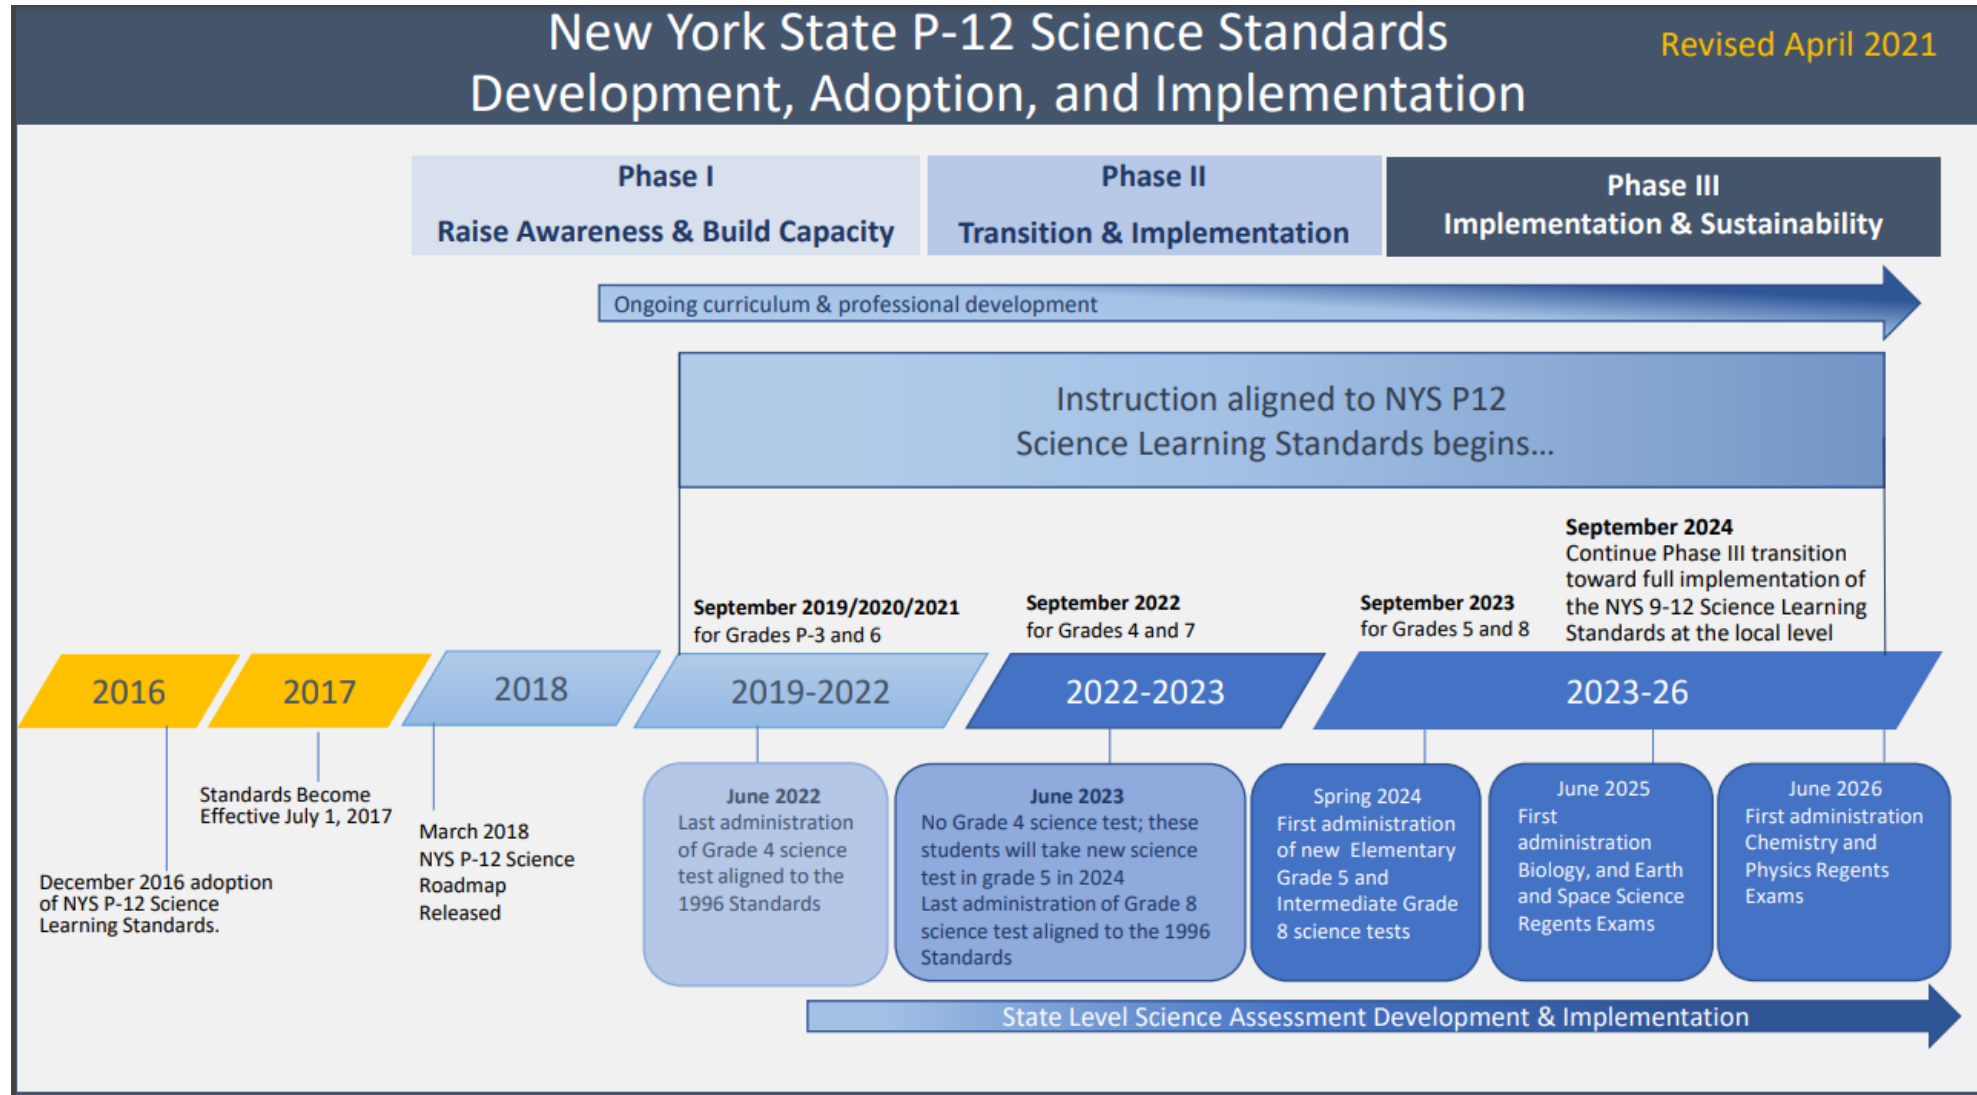 New York State P-12 Science Standards
Development, Adoption, and Implementation
Revised April 2021
Phase I
Raise Awareness & Build Capacity
Phase II
Transition & Implementation
Phase III
Implementation & Sustainability
Ongoing curriculum & professional development
Instruction aligned to NYS P12
Science Learning Standards begins...
September 2019/2020/2021
for Grades P-3 and 6
September 2022
for Grades 4 and 7
September 2023
for Grades 5 and 8
September 2024
Continue Phase III transition
toward full implementation of
the NYS 9-12 Science Learning
Standards at the local level
2016
2017
2018
2019-2022
2022-2023
2023-26
December 2016 adoption
of NYS P-12 Science
Learning Standards.
Standards Become
Effective July 1, 2017
March 2018
NYS P-12 Science
Roadmap
Released
June 2022
Last administration
of Grade 4 science
test aligned to the
1996 Standards
June 2023
No Grade 4 science test; these
students will take new science
test in grade 5 in 2024
Last administration of Grade 8
science test aligned to the 1996
Standards
Spring 2024
First administration
of new Elementary
Grade 5 and
Intermediate Grade
8 science tests
June 2025
First
administration
Biology, and Earth
and Space Science
Regents Exams
June 2026
First administration
Chemistry and
Physics Regents
Exams
State Level Science Assessment Development & Implementation